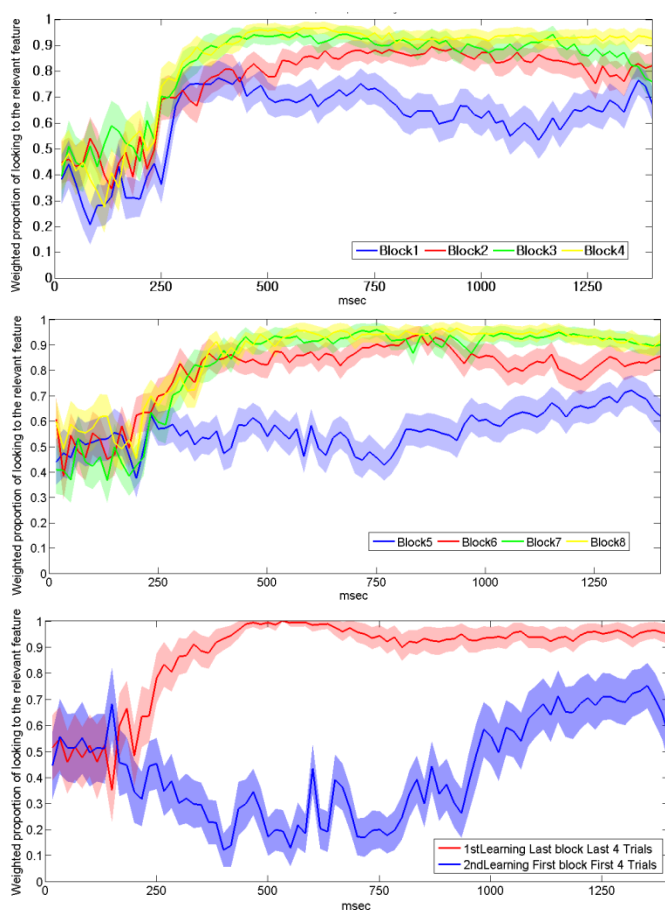 Weighted proportion of looking to the relevant feature
1
0.9
0.8
0.7
0.6
0.5
0.4
0.3
0.2
0.1
0
Block1 Block2 Block3 Block4
0 250 500 750 1000 1250
msec
Weighted proportion of looking to the relevant feature
1
0.9
0.8
0.7
0.6
0.5
0.4
0.3
0.2
0.1
0
Block5 Block6 Block7 Block8
0 250 500 750 1000 1250
msec
Weighted proportion of looking to the relevant feature
1
0.9
0.8
0.7
0.6
0.5
0.4
0.3
0.2
0.1
0
1stLearning Last block Last 4 Trials
2ndLearning First block First 4 Trials
0 250 500 750 1000 1250
msec